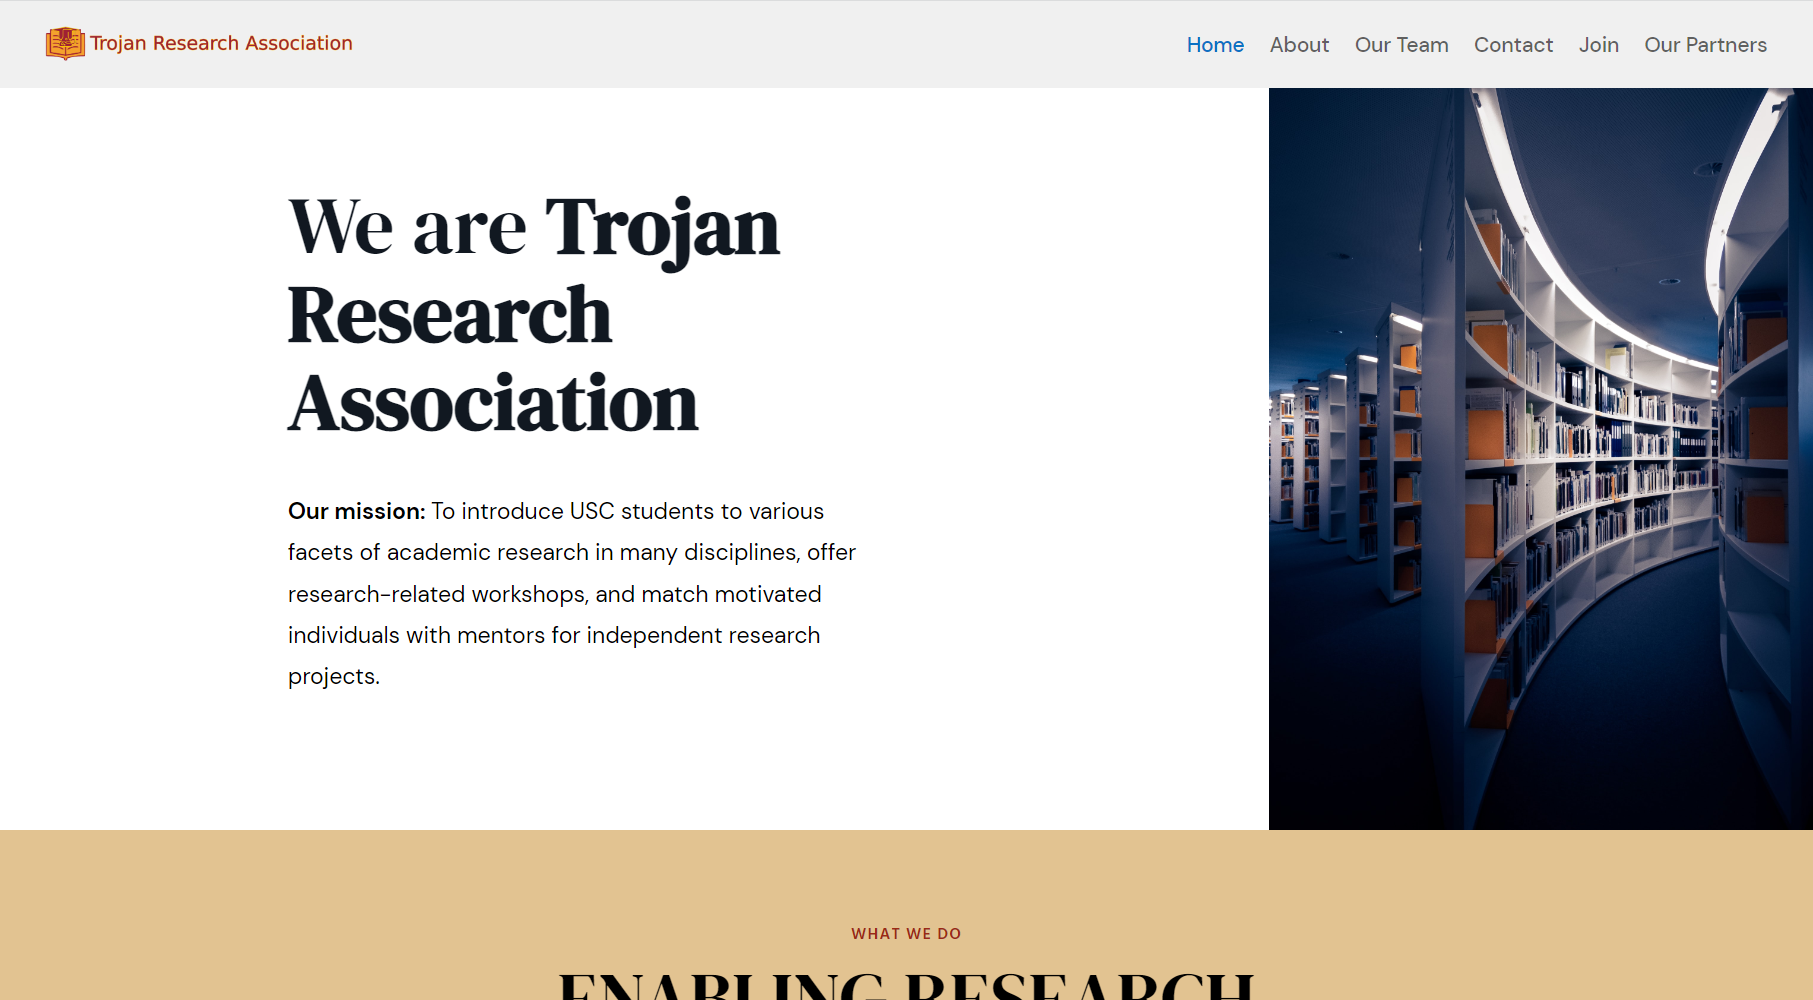 Trojan Research Association
Home About Our Team Contact Join Our Partners
We are Trojan
Research
Association
Our mission: To introduce USC students to various
facets of academic research in many disciplines, offer
research-related workshops, and match motivated
individuals with mentors for independent research
projects.
WHAT WE DO
ENABLING RESEARCH